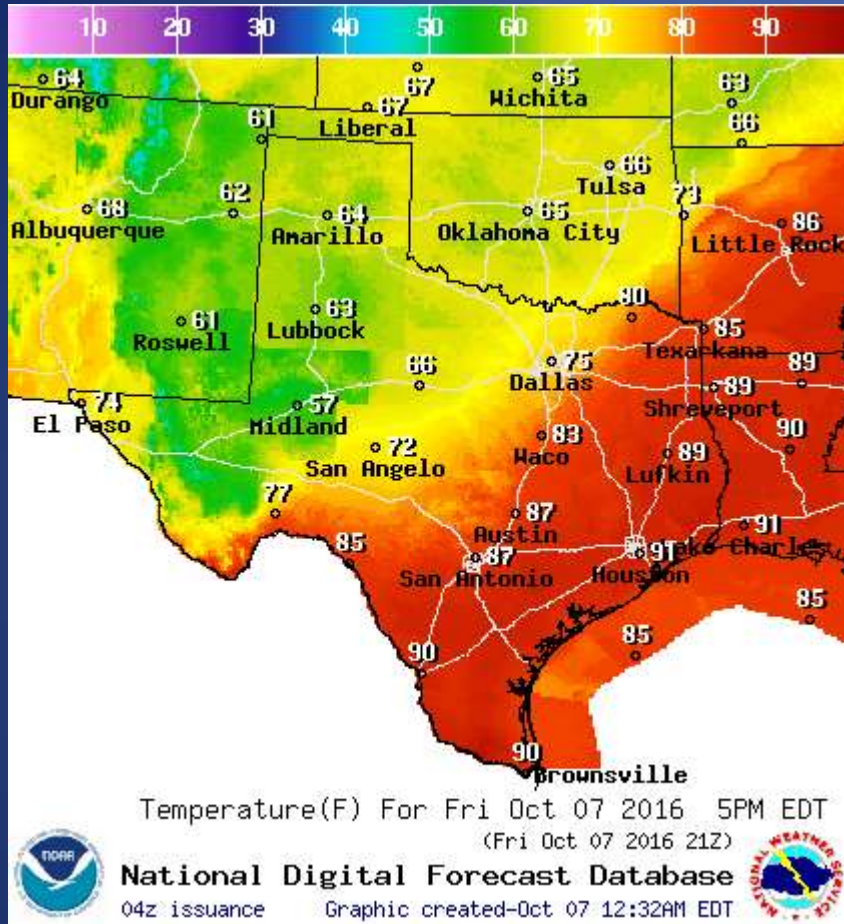 10 20 30 40 50 60 70 80 90
64 67 65 63
Durango Wichita
67
Liberal
61 66
66
Tulsa
68 62 64 65 73 86
Albuquerque Amarillo Oklahoma City Little Rock
61 63 80 85
Roswell Lubbock Texarkana
66 75 89
Dallas
74 57 89
El Paso Midland Shreveport
72 83 89 90
San Angelo Waco Lufkin
77 87 91
Austin
85 87 91 Lake Charles
San Antonio Houston
85
90 85
90
Brownsville
Temperature(F) For Fri Oct 07 2016 5PM EDT
(Fri Oct 07 2016 21Z)
NOAA
National Digital Forecast Database
04z issuance Graphic created-Oct 07 12:32AM EDT
NATIONAL WEATHER SERVICE